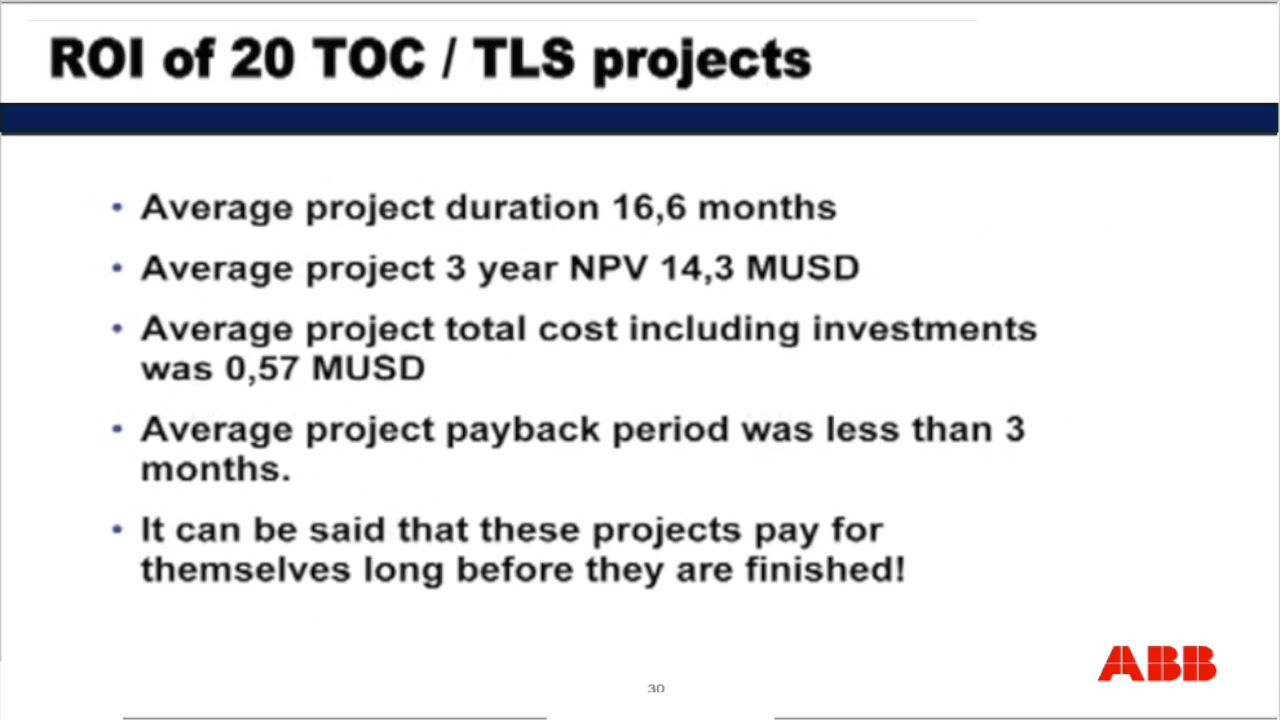 ROI of 20 TOC / TLS projects
• Average project duration 16,6 months
• Average project 3 year NPV 14,3 MUSD
• Average project total cost including investments
was 0,57 MUSD
• Average project payback period was less than 3
months.
• It can be said that these projects pay for
themselves long before they are finished!
ABB
30